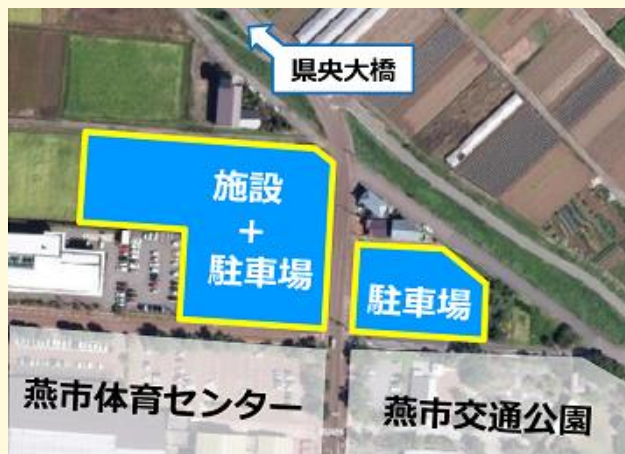 県央大橋
施設
+
駐車場
駐車場
燕市体育センター
燕市交通公園